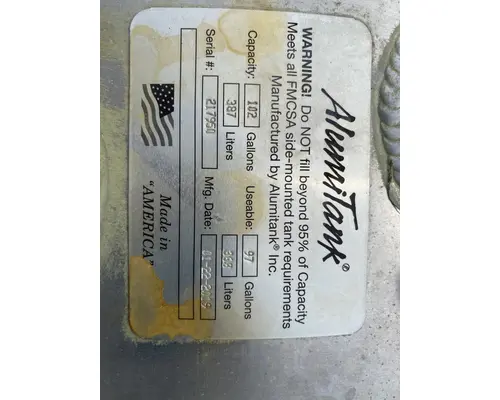 AlumiTank®
WARNING! Do NOT fill beyond 95% of Capacity
Meets all FMCSA side-mounted tank requirements
Manufactured by Alumitank® Inc.
Capacity: 102 Gallons Useable: 97 Gallons
387 Liters Liters
Serial #: 217950 Mfg. Date:
Made in
"AMERICA"